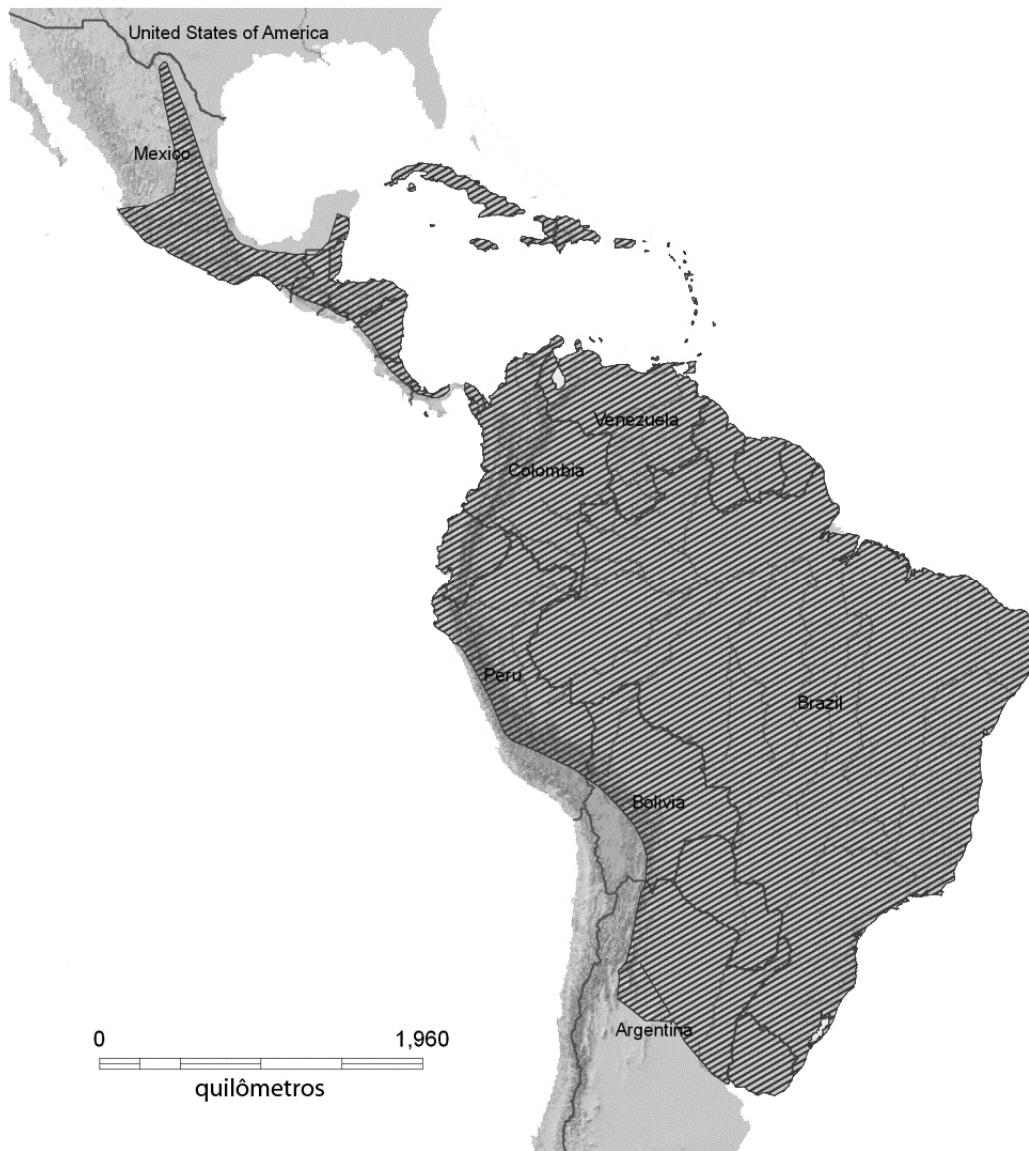 United States of America
Mexico
Venezuela
Colombia
Peru
Brazil
Bolivia
Argentina
0 1,960
quilômetros